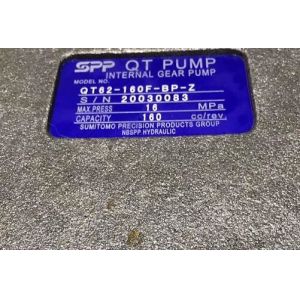 SPP QT PUMP
INTERNAL GEAR PUMP
MODEL NO.
QT62-160F-BP-Z
S/N 20030083
MAX.PRESS 16 MPa
CAPACITY 160 cc/rev.
SUMITOMO PRECISION PRODUCTS GROUP
NBSPP HYDRAULIC